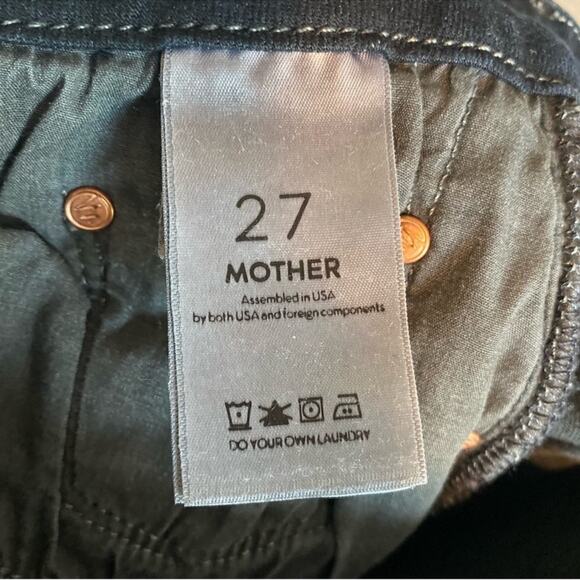 27
MOTHER
Assembled in USA
by both USA and foreign components
DO YOUR OWN LAUNDRY